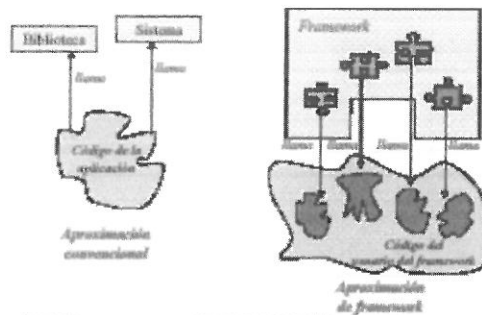 Biblioteca
Sistema
llama
llama
Código de la
aplicación
Aproximación
convencional
Framework
llama
llama
llama
llama
Código del
usuario del framework
Aproximación
de framework